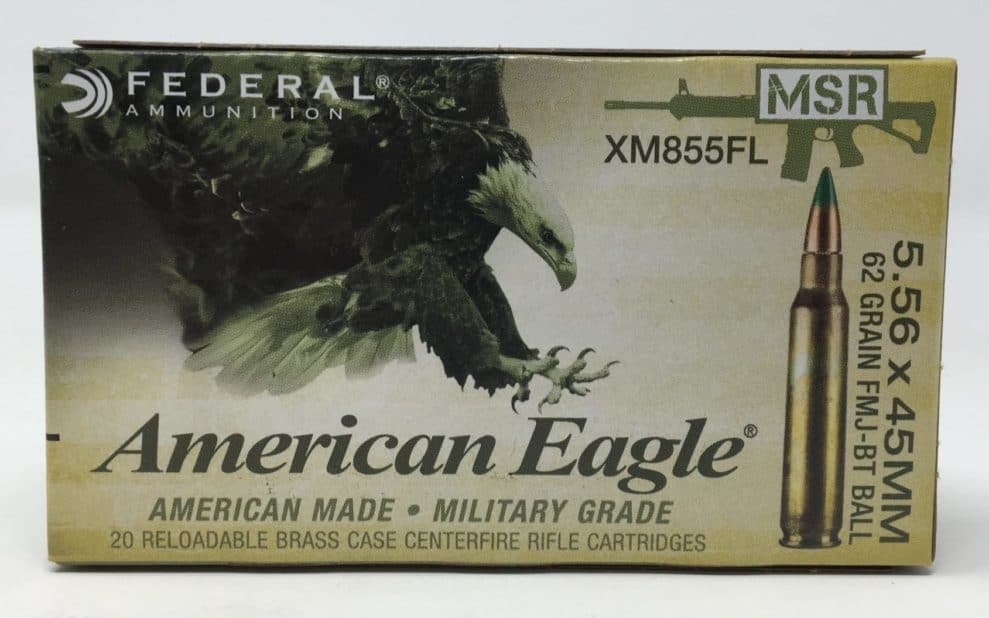 FEDERAL®
AMMUNITION
MSR
XM855FL
5.56 x 45MM
62 GRAIN FMJ-BT BALL
American Eagle®
AMERICAN MADE • MILITARY GRADE
20 RELOADABLE BRASS CASE CENTERFIRE RIFLE CARTRIDGES